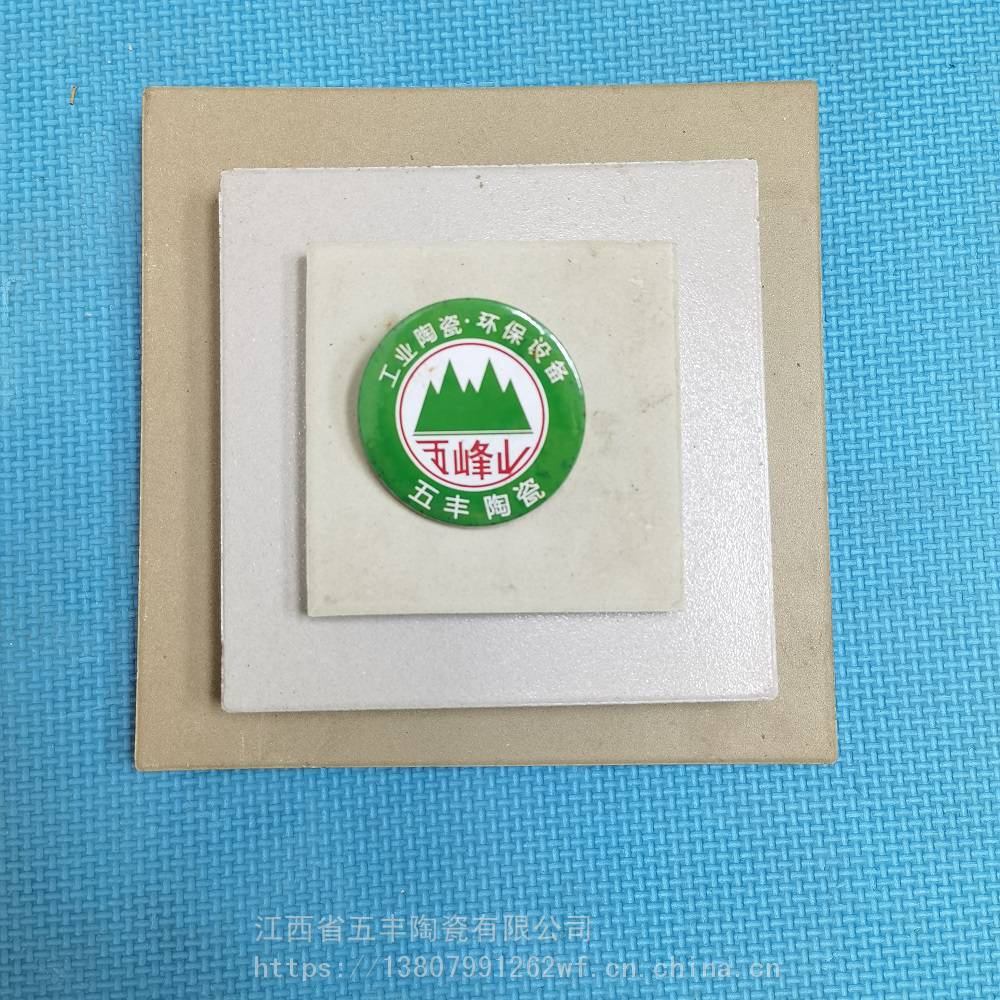 工业陶瓷·环保设备
五峰山
五丰陶瓷
江西省五丰陶瓷有限公司
https://13807991262wf.cn.china.cn